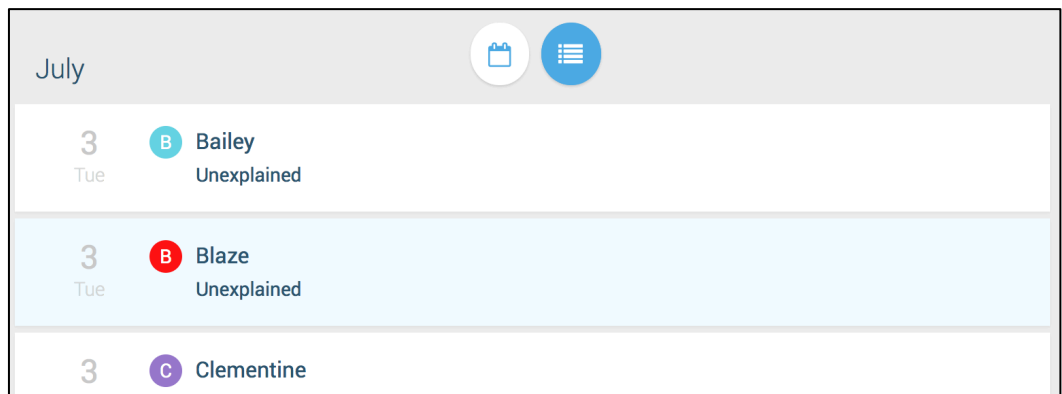 July
3
B
Bailey
Tue
Unexplained
3
B
Blaze
Tue
Unexplained
3
C
Clementine